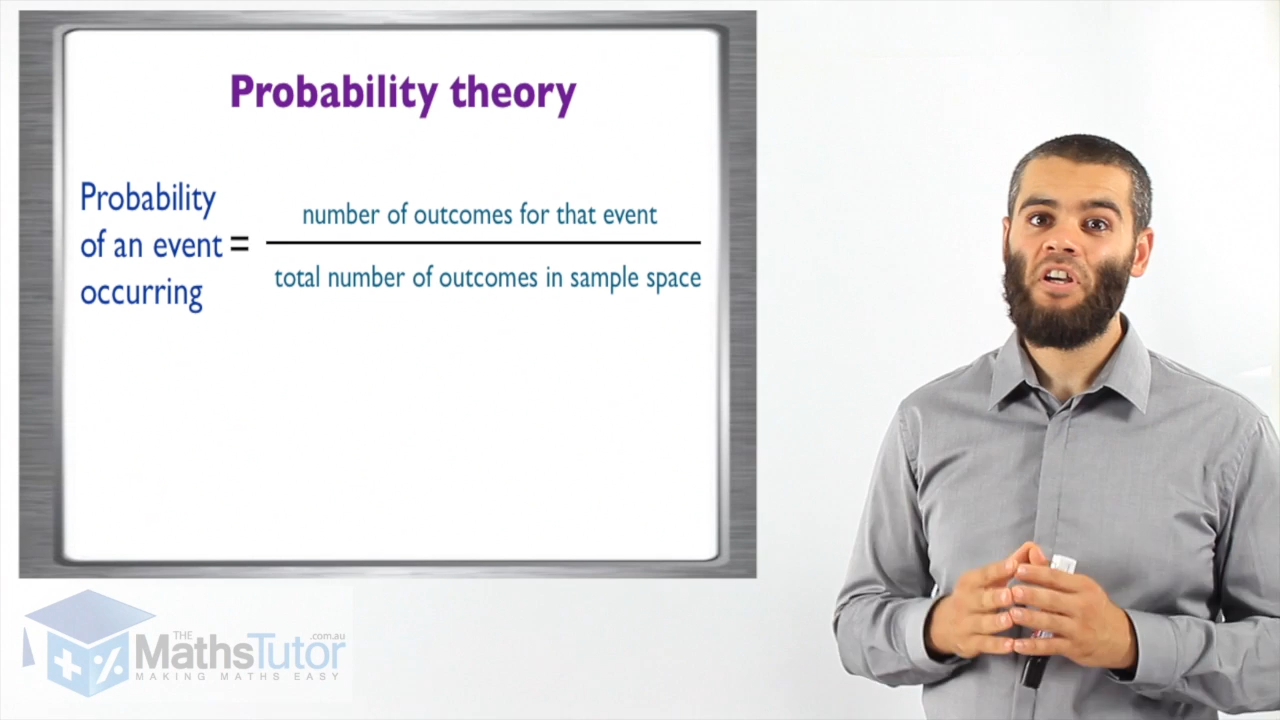 Probability theory
Probability
of an event
occurring
=
number of outcomes for that event
total number of outcomes in sample space
THE
MathsTutor
.com.au
MAKING MATHS EASY
+
%